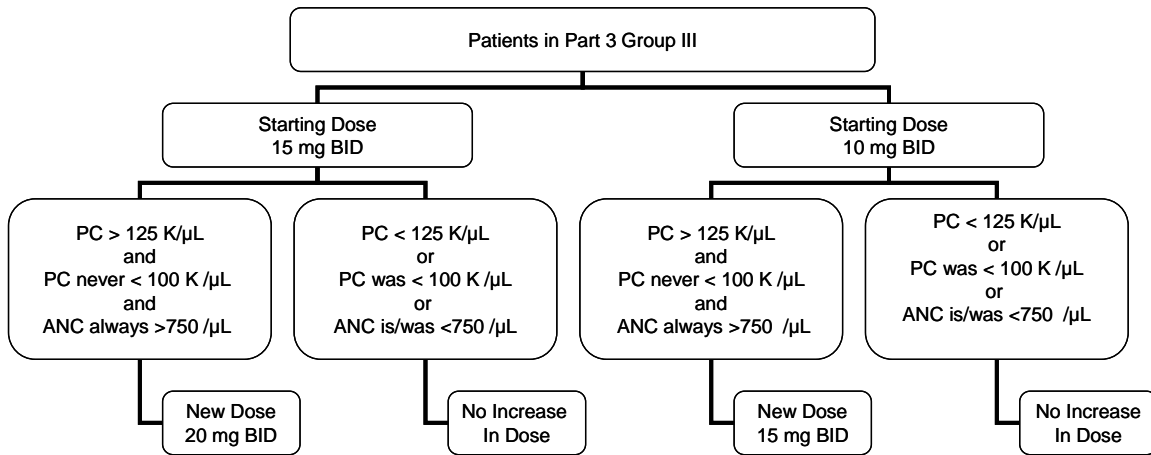 Patients in Part 3 Group III
Starting Dose
15 mg BID
Starting Dose
10 mg BID
PC > 125 K/µL
and
PC never < 100 K /µL
and
ANC always >750 /µL
PC < 125 K/µL
or
PC was < 100 K /µL
or
ANC is/was <750 /µL
PC > 125 K/µL
and
PC never < 100 K /µL
and
ANC always >750  /µL
PC < 125 K/µL
or
PC was < 100 K /µL
or
ANC is/was <750  /µL
New Dose
20 mg BID
No Increase
In Dose
New Dose
15 mg BID
No Increase
In Dose